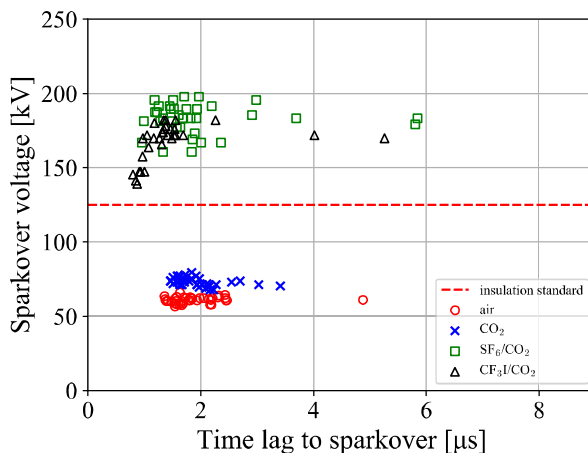 250
200
150
100
50
0
Sparkover voltage [kV]
insulation standard
air
CO₂
SF₆/CO₂
CF₃I/CO₂
0 2 4 6 8
Time lag to sparkover [μs]